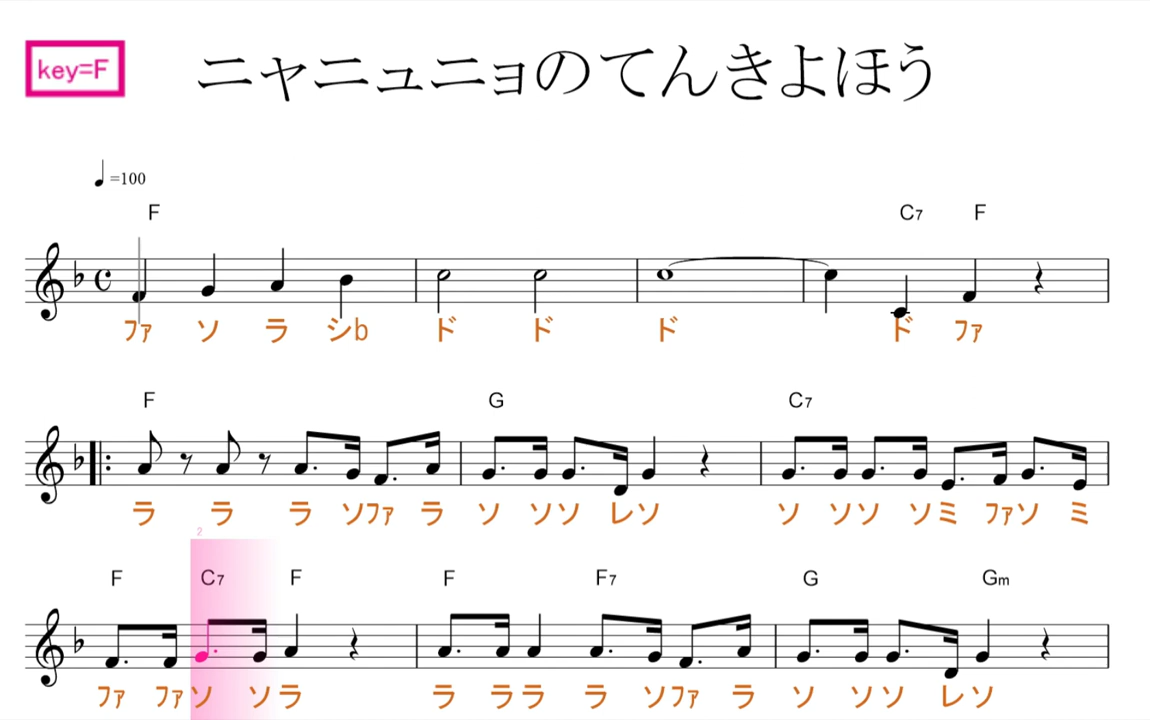 key=F
ニャニュニョのてんきよほう
=100
F C7 F
ファ ソ ラ シb ド ド ド ド ファ
F G C7
ラ ラ ラ ソファ ラ ソ ソソ レソ ソ ソソ ソミ ファソ ミ
2
F C7 F F F7 G Gm
ファ ファソ ソラ ラ ララ ラ ソファ ラ ソ ソソ レソ